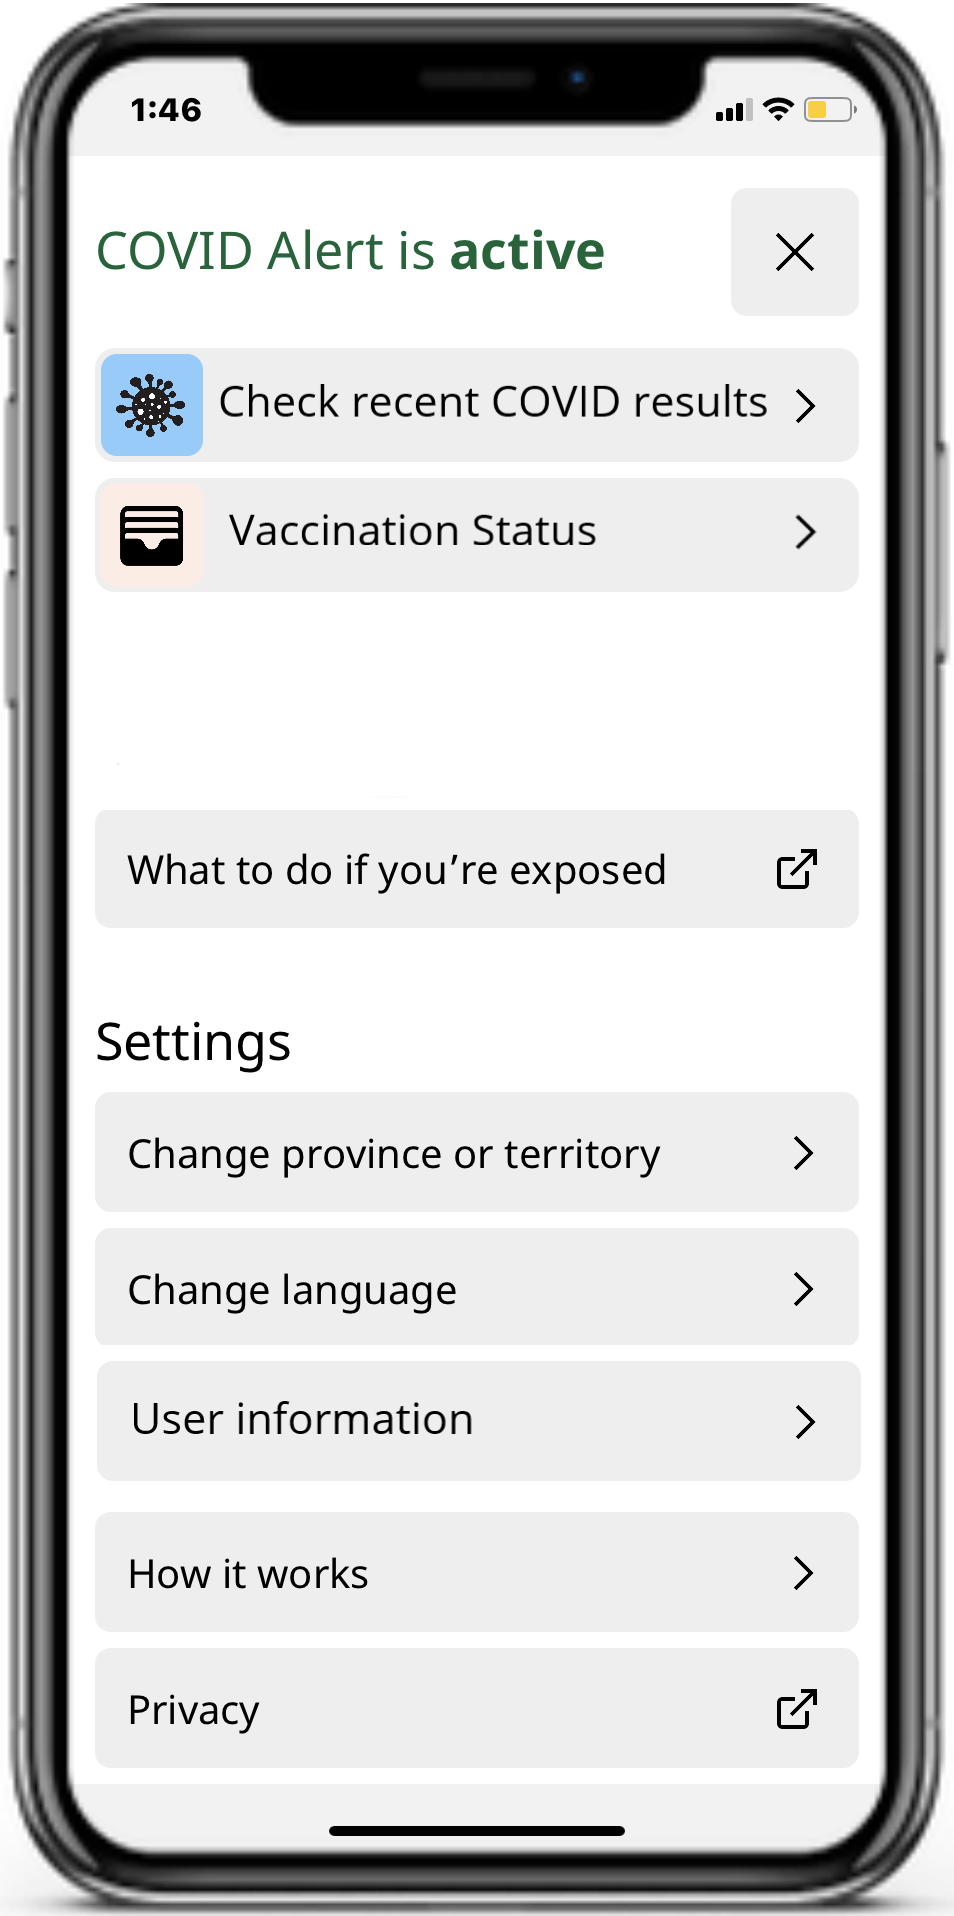 1:46
COVID Alert is active
Check recent COVID results
Vaccination Status
What to do if you’re exposed
Settings
Change province or territory
Change language
User information
How it works
Privacy